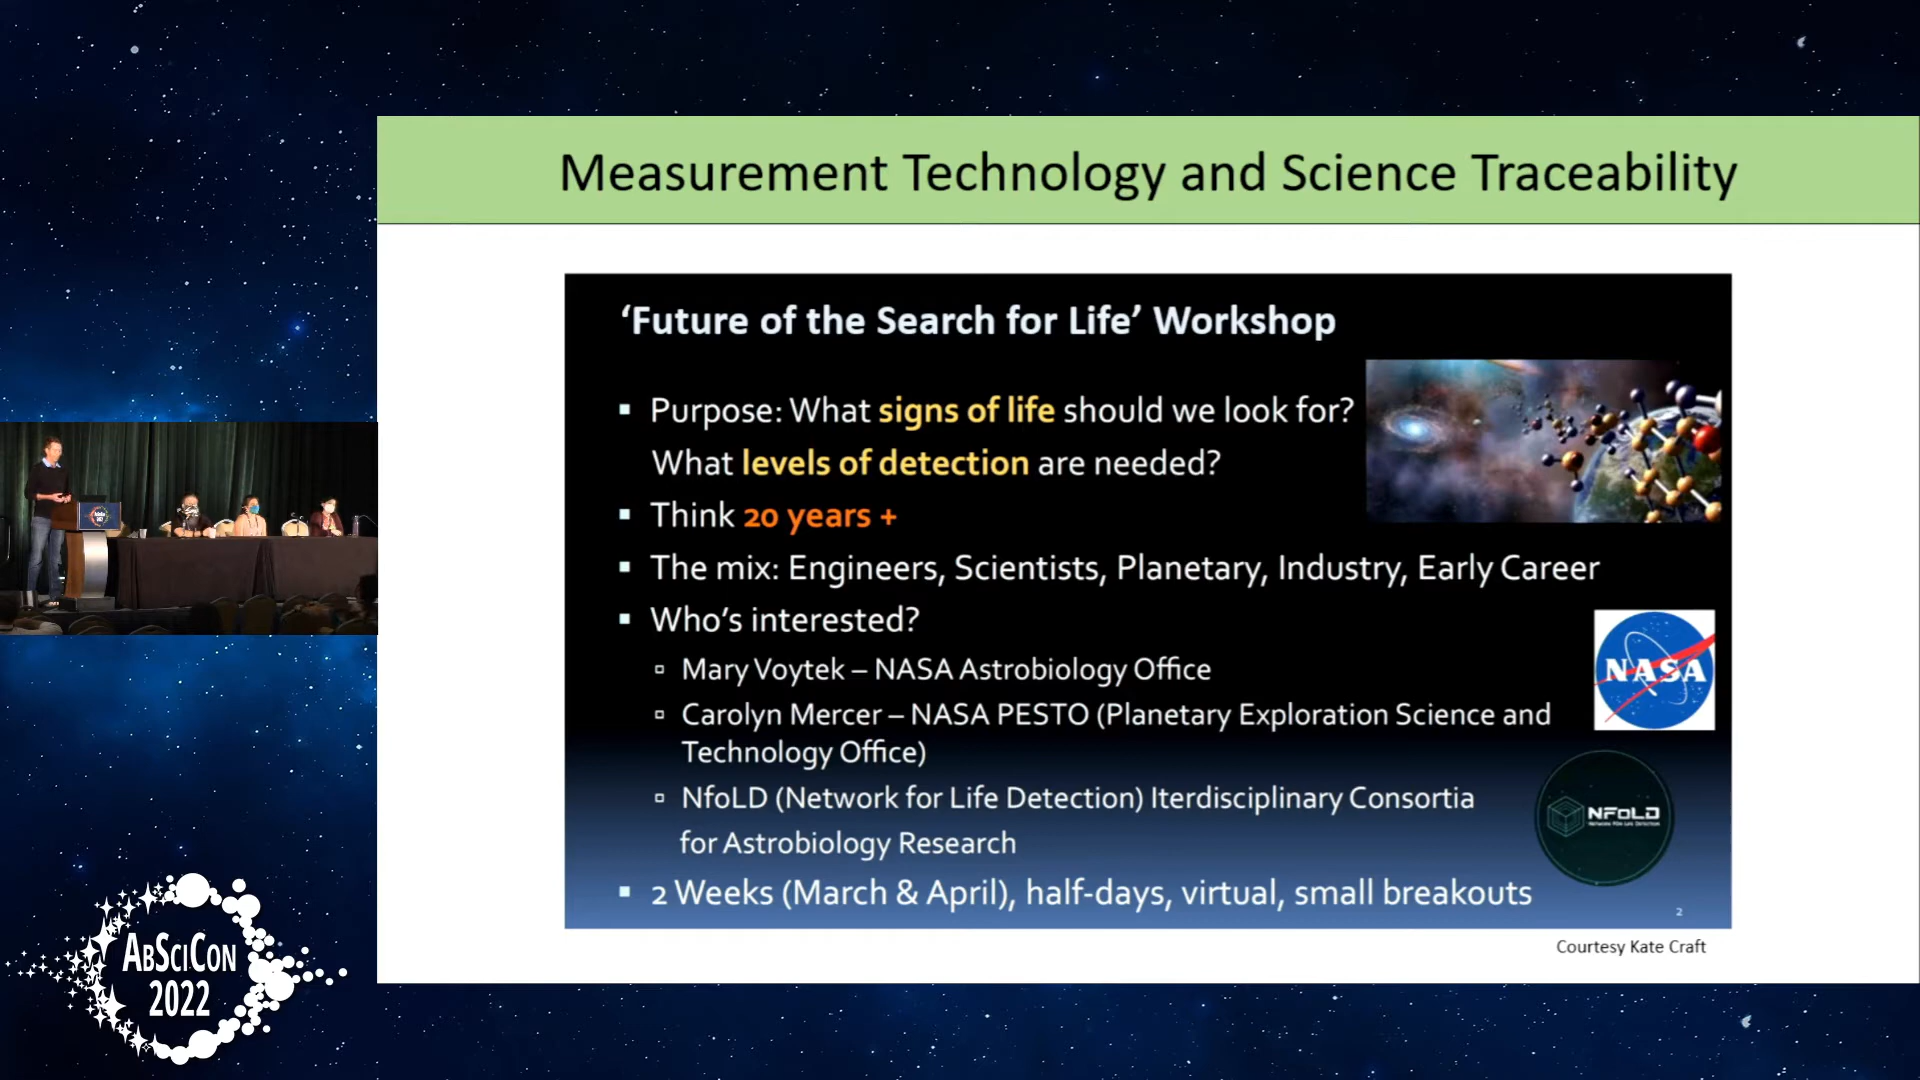 Measurement Technology and Science Traceability
‘Future of the Search for Life’ Workshop
▪ Purpose: What signs of life should we look for?
What levels of detection are needed?
▪ Think 20 years +
▪ The mix: Engineers, Scientists, Planetary, Industry, Early Career
▪ Who’s interested?
▫ Mary Voytek – NASA Astrobiology Office
▫ Carolyn Mercer – NASA PESTO (Planetary Exploration Science and
Technology Office)
▫ NfoLD (Network for Life Detection) Iterdisciplinary Consortia
for Astrobiology Research
▪ 2 Weeks (March & April), half-days, virtual, small breakouts
NASA
NFOLD
Network For Life Detection
2
Courtesy Kate Craft
ABSCICON
2022